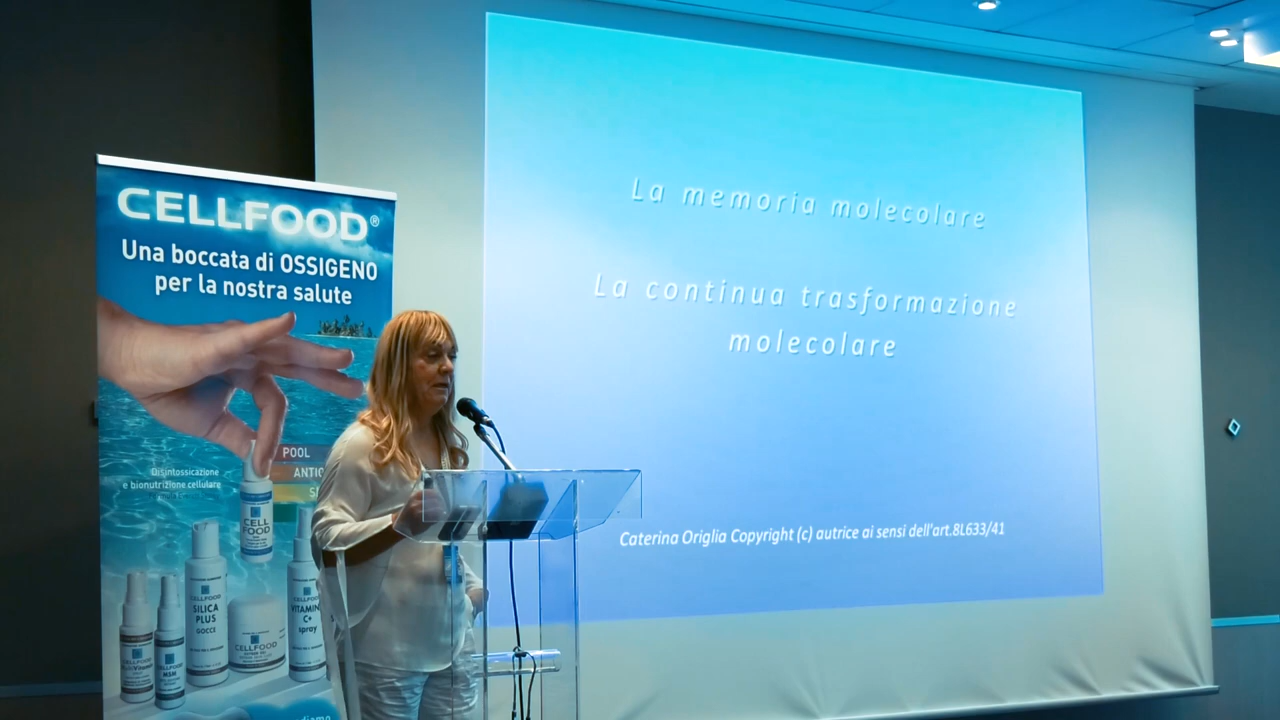 CELLFOOD®
Una boccata di OSSIGENO
per la nostra salute
POOL
Disintossicazione
e bionutrizione cellulare
CELL
FOOD
CELLFOOD
SILICA
PLUS
GOCCE
CELLFOOD
MSM
CELLFOOD
VITAMIN
C+
spray
La memoria molecolare
La continua trasformazione
molecolare
Caterina Origlia Copyright (c) autrice ai sensi dell'art.8L633/41